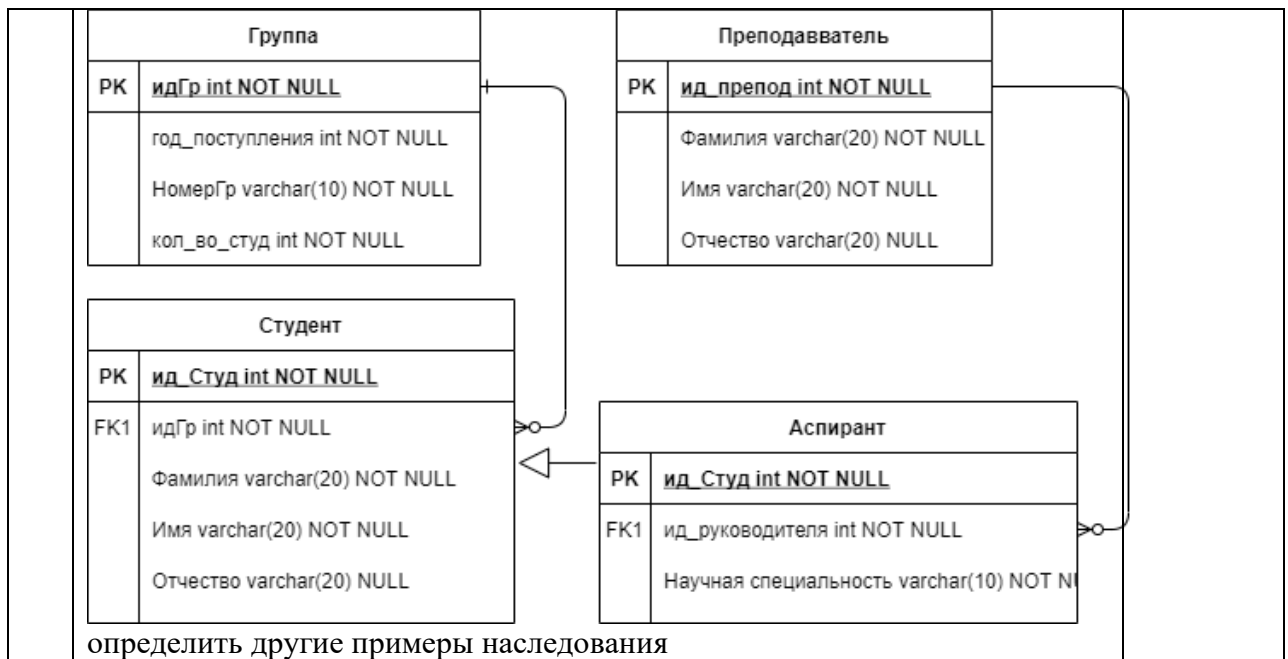 Группа
PK идГр int NOT NULL
год_поступления int NOT NULL
НомерГр varchar(10) NOT NULL
кол_во_студ int NOT NULL
Преподавватель
PK ид_препод int NOT NULL
Фамилия varchar(20) NOT NULL
Имя varchar(20) NOT NULL
Отчество varchar(20) NULL
Студент
PK ид_Студ int NOT NULL
FK1 идГр int NOT NULL
Фамилия varchar(20) NOT NULL
Имя varchar(20) NOT NULL
Отчество varchar(20) NULL
Аспирант
PK ид_Студ int NOT NULL
FK1 ид_руководителя int NOT NULL
Научная специальность varchar(10) NOT
определить другие примеры наследования